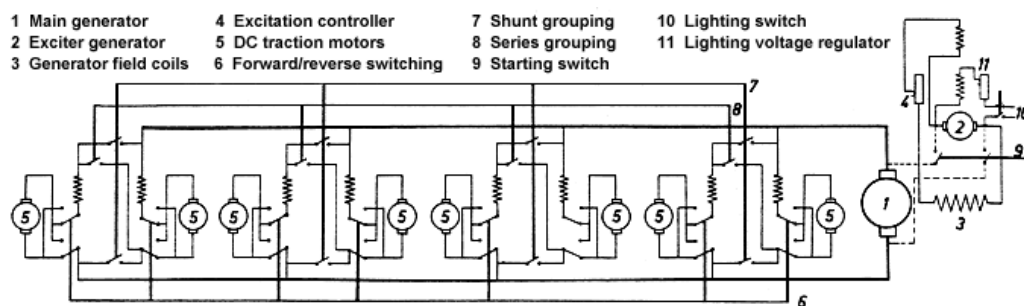 1 Main generator
2 Exciter generator
3 Generator field coils
4 Excitation controller
5 DC traction motors
6 Forward/reverse switching
7 Shunt grouping
8 Series grouping
9 Starting switch
10 Lighting switch
11 Lighting voltage regulator
7
8
11
4
2
10
9
5 5 5 5 5 5 5 5
1
3
6